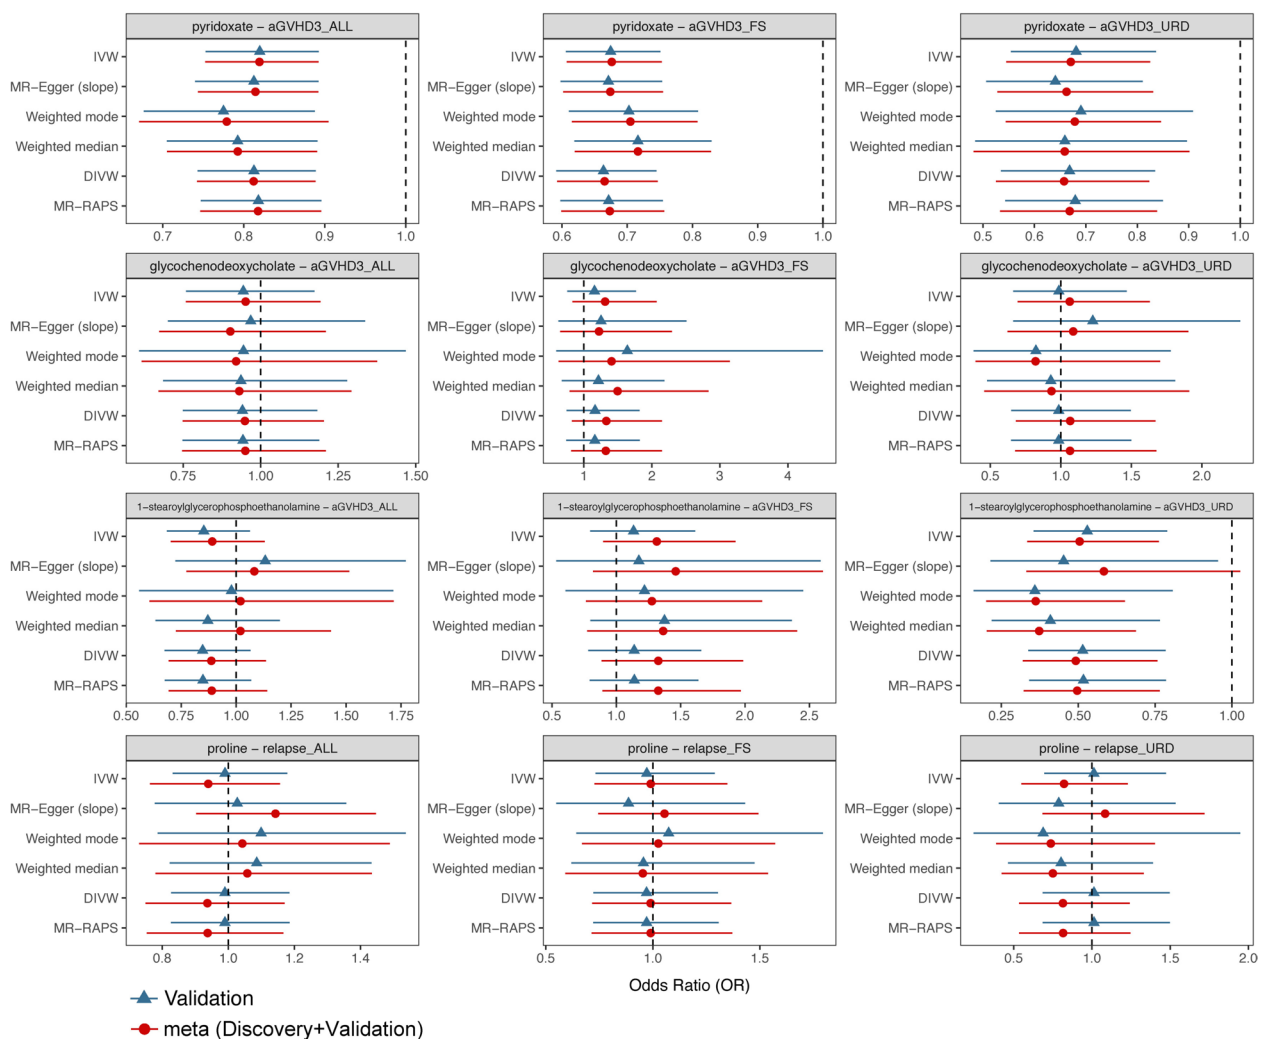 pyridoxate – aGVHD3_ALL
IVW
MR−Egger (slope)
Weighted mode
Weighted median
DIVW
MR−RAPS
0.7 0.8 0.9 1.0
pyridoxate – aGVHD3_FS
IVW
MR−Egger (slope)
Weighted mode
Weighted median
DIVW
MR−RAPS
0.6 0.7 0.8 0.9 1.0
pyridoxate – aGVHD3_URD
IVW
MR−Egger (slope)
Weighted mode
Weighted median
DIVW
MR−RAPS
0.5 0.6 0.7 0.8 0.9 1.0
glycochenodeoxycholate – aGVHD3_ALL
IVW
MR−Egger (slope)
Weighted mode
Weighted median
DIVW
MR−RAPS
0.75 1.00 1.25 1.50
glycochenodeoxycholate – aGVHD3_FS
IVW
MR−Egger (slope)
Weighted mode
Weighted median
DIVW
MR−RAPS
1 2 3 4
glycochenodeoxycholate – aGVHD3_URD
IVW
MR−Egger (slope)
Weighted mode
Weighted median
DIVW
MR−RAPS
0.5 1.0 1.5 2.0
1−stearoylglycerophosphoethanolamine – aGVHD3_ALL
IVW
MR−Egger (slope)
Weighted mode
Weighted median
DIVW
MR−RAPS
0.50 0.75 1.00 1.25 1.50 1.75
1−stearoylglycerophosphoethanolamine – aGVHD3_FS
IVW
MR−Egger (slope)
Weighted mode
Weighted median
DIVW
MR−RAPS
0.5 1.0 1.5 2.0 2.5
1−stearoylglycerophosphoethanolamine – aGVHD3_URD
IVW
MR−Egger (slope)
Weighted mode
Weighted median
DIVW
MR−RAPS
0.25 0.50 0.75 1.00
proline – relapse_ALL
IVW
MR−Egger (slope)
Weighted mode
Weighted median
DIVW
MR−RAPS
0.8 1.0 1.2 1.4
proline – relapse_FS
IVW
MR−Egger (slope)
Weighted mode
Weighted median
DIVW
MR−RAPS
0.5 1.0 1.5
proline – relapse_URD
IVW
MR−Egger (slope)
Weighted mode
Weighted median
DIVW
MR−RAPS
0.5 1.0 1.5 2.0
Odds Ratio (OR)
Validation
meta (Discovery+Validation)